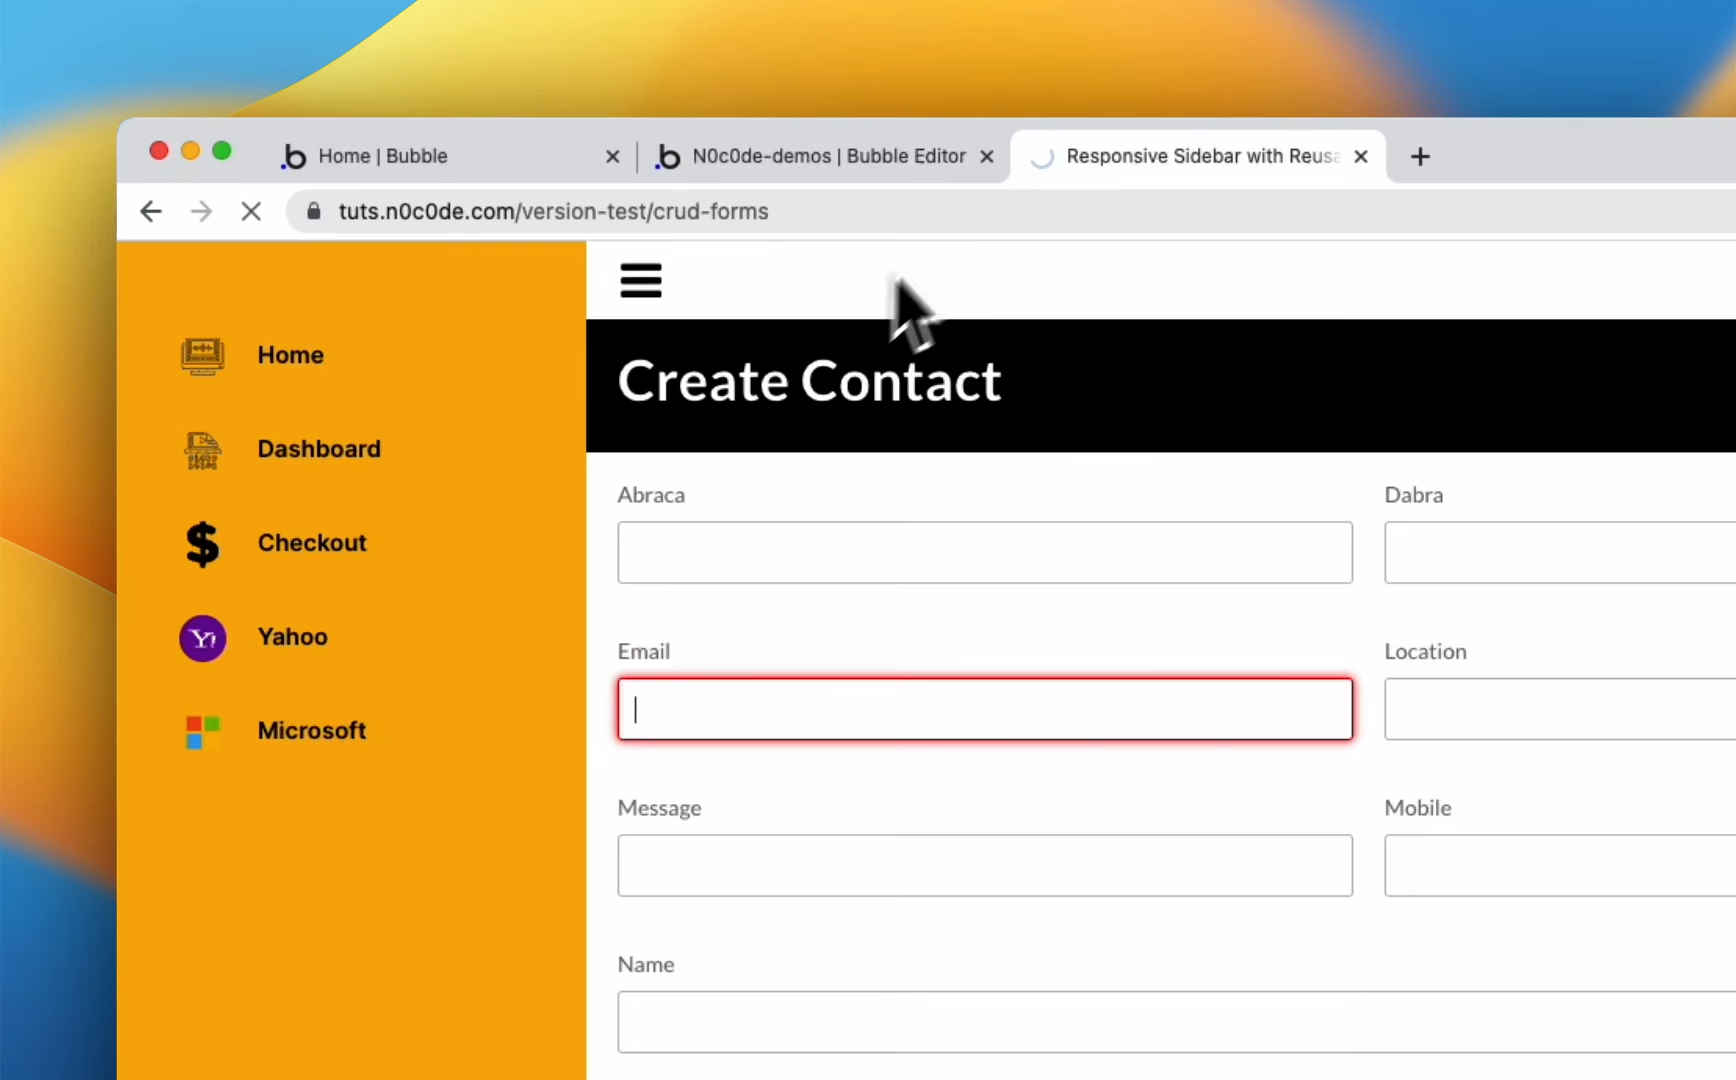 Home | Bubble
N0c0de-demos | Bubble Editor
Responsive Sidebar with Reusa
tuts.n0c0de.com/version-test/crud-forms
Home
Dashboard
Checkout
Yahoo
Microsoft
Create Contact
Abraca
Dabra
Email
Location
Message
Mobile
Name